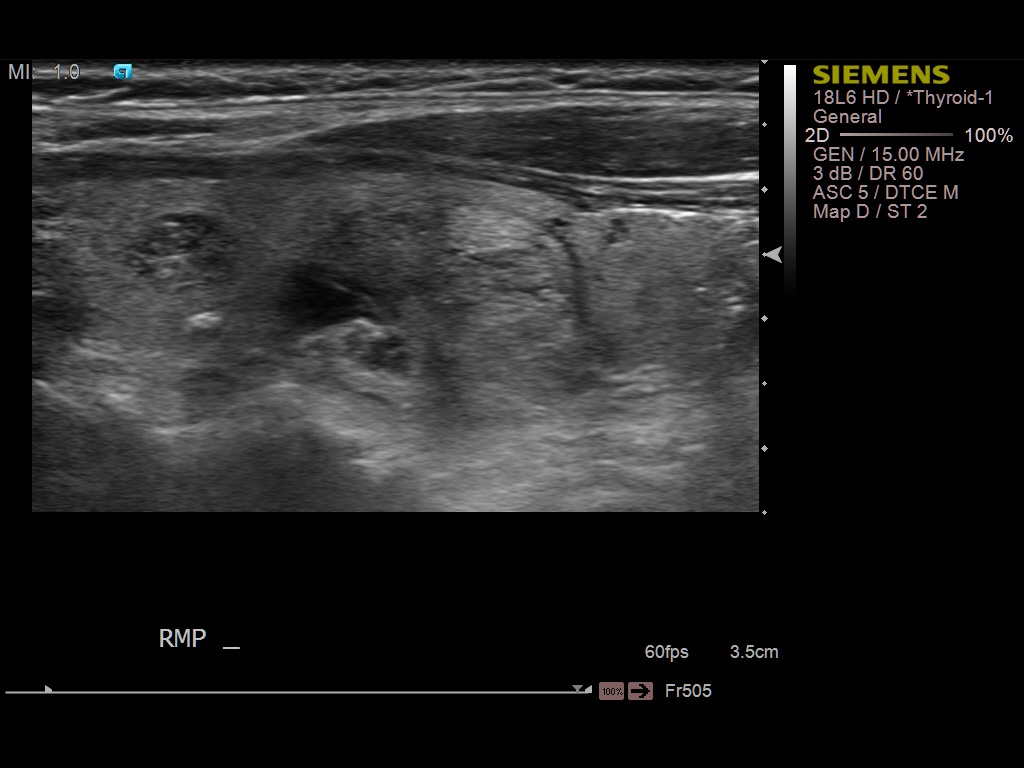 MI: 1.0
SIEMENS
18L6 HD / *Thyroid-1
General
2D 100%
GEN / 15.00 MHz
3 dB / DR 60
ASC 5 / DTCE M
Map D / ST 2
RMP _
60fps 3.5cm
100% Fr505